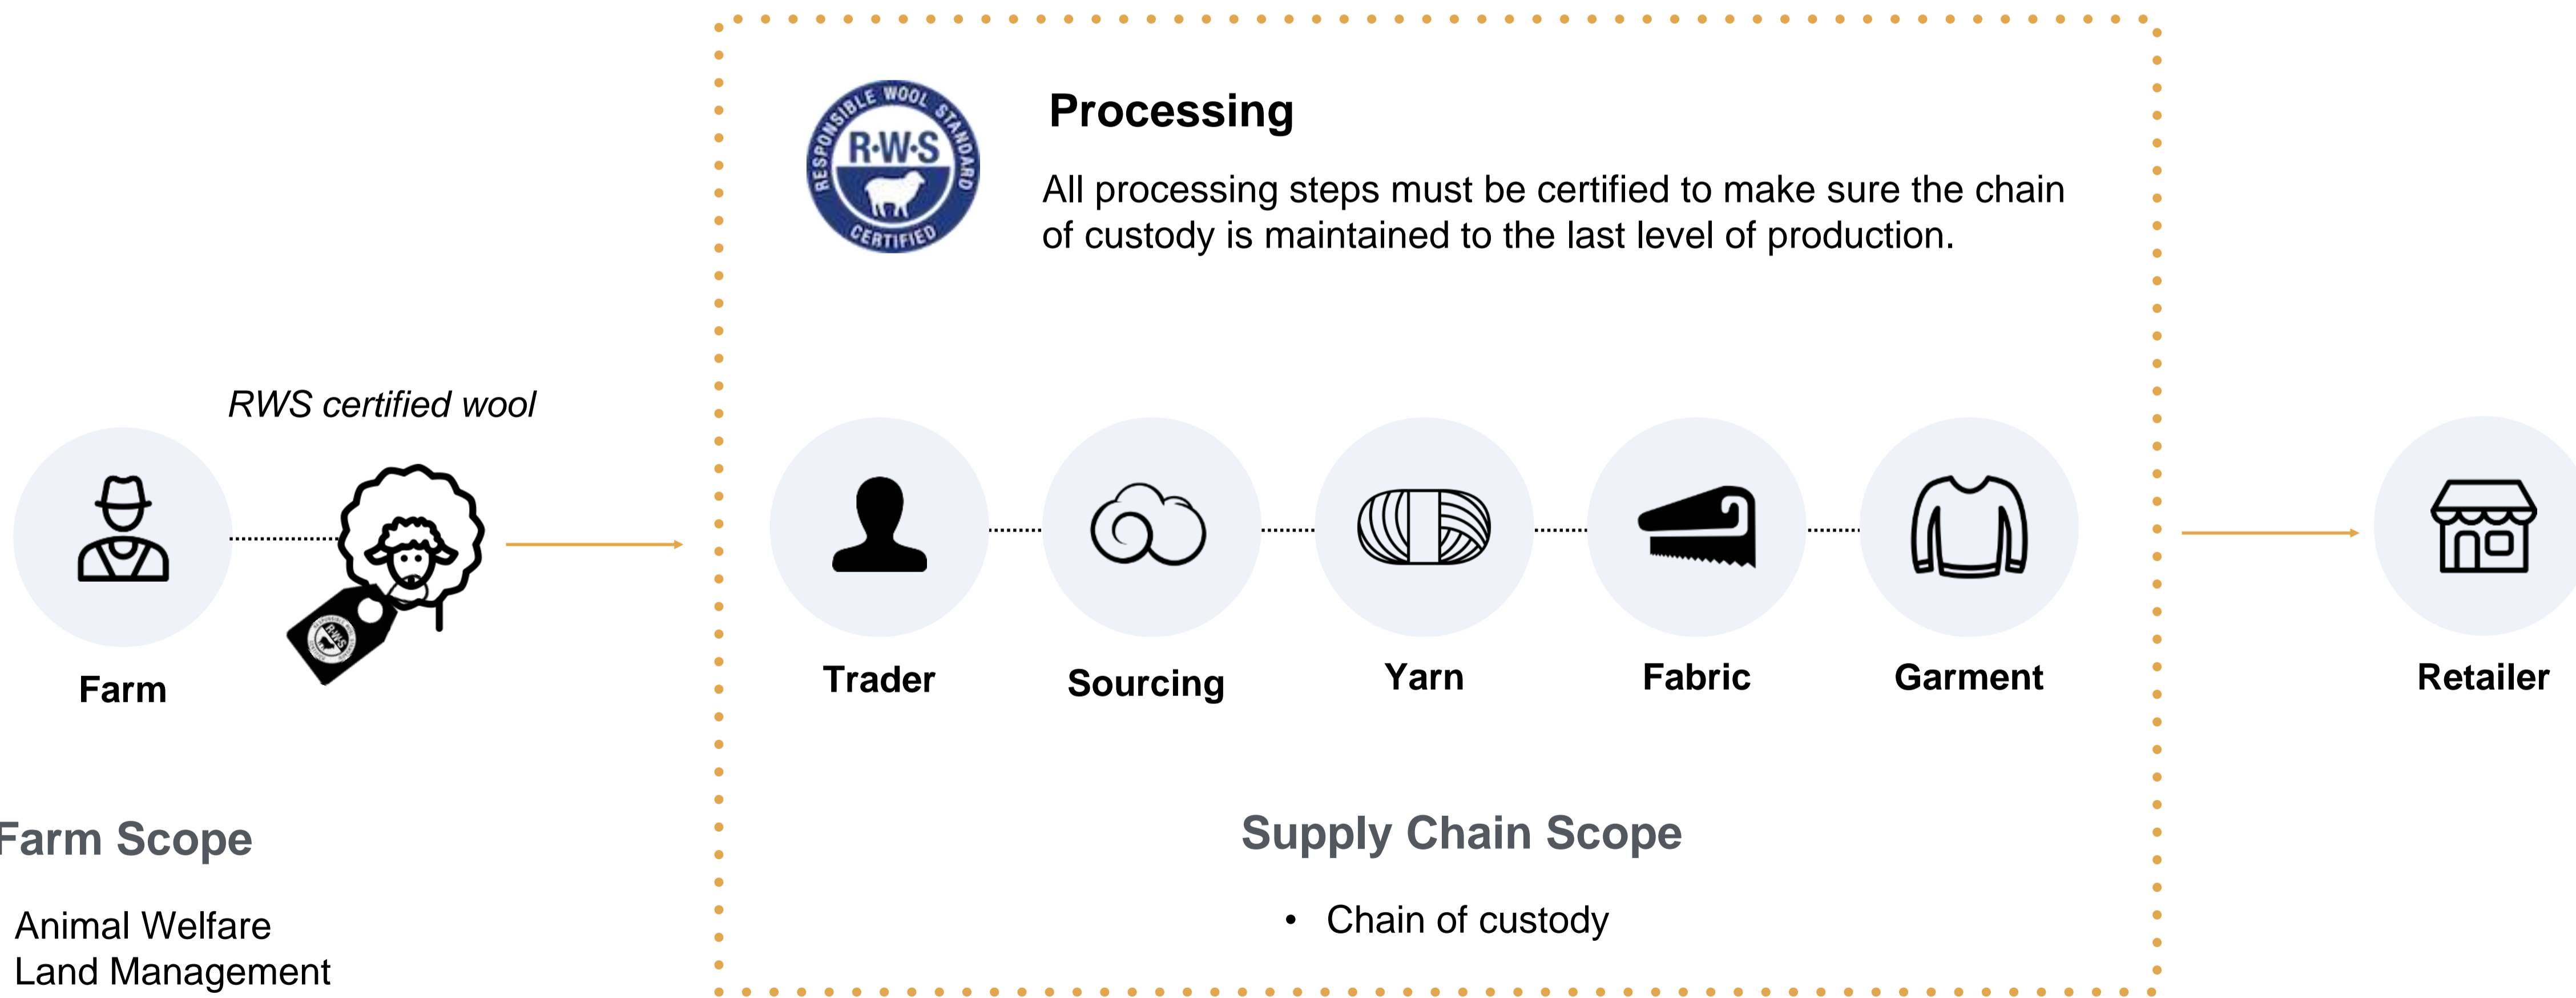 RESPONSIBLE WOOL STANDARD
R·W·S
CERTIFIED
Processing
All processing steps must be certified to make sure the chain
of custody is maintained to the last level of production.
RWS certified wool
R·W·S
Farm
Trader
Sourcing
Yarn
Fabric
Garment
Retailer
Farm Scope
Animal Welfare
Land Management
Supply Chain Scope
• Chain of custody